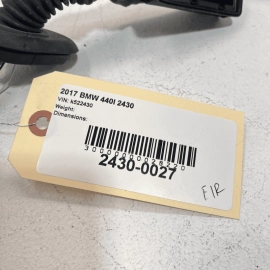 2017 BMW 440I 2430
VIN: k522430
Weight:
Dimensions:
2430-0027
F/R